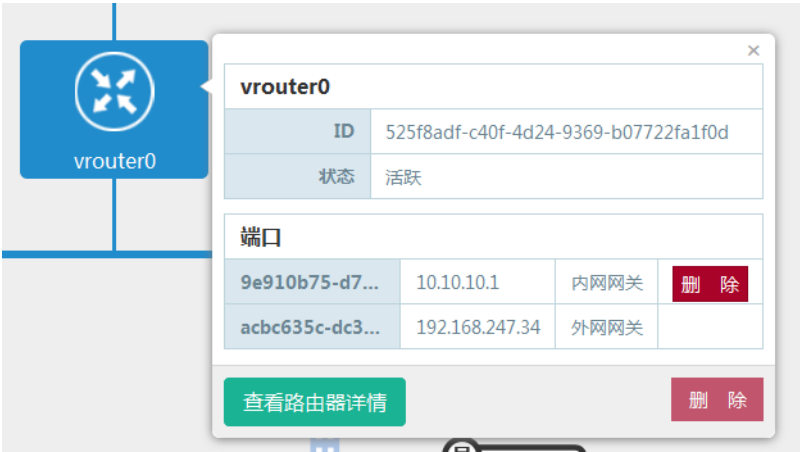 vrouter0
×
vrouter0
ID 525f8adf-c40f-4d24-9369-b07722fa1f0d
状态 活跃
端口
9e910b75-d7... 10.10.10.1 内网网关 删 除
acbc635c-dc3... 192.168.247.34 外网网关
查看路由器详情 删 除